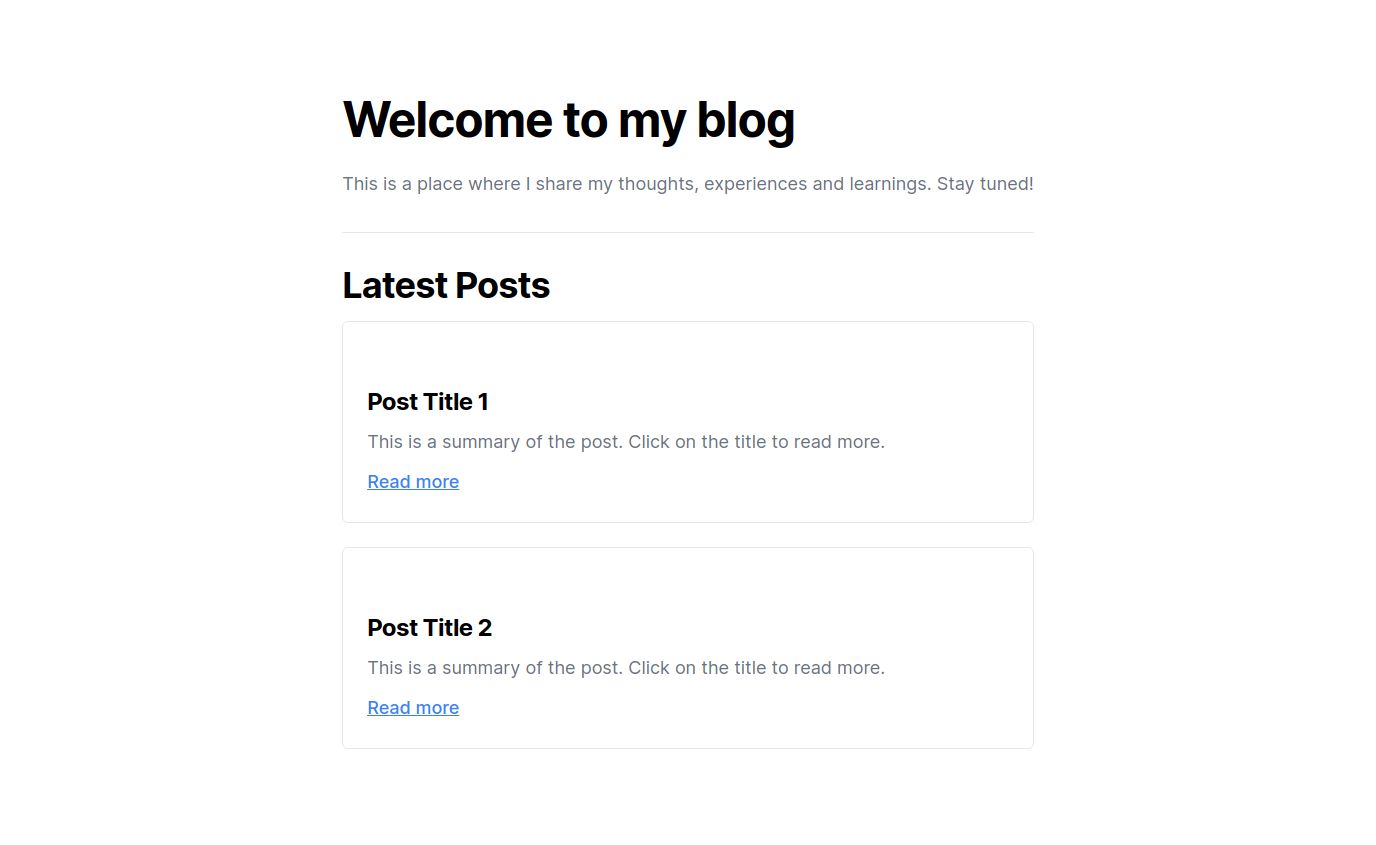 Welcome to my blog
This is a place where I share my thoughts, experiences and learnings. Stay tuned!
Latest Posts
Post Title 1
This is a summary of the post. Click on the title to read more.
Read more
Post Title 2
This is a summary of the post. Click on the title to read more.
Read more